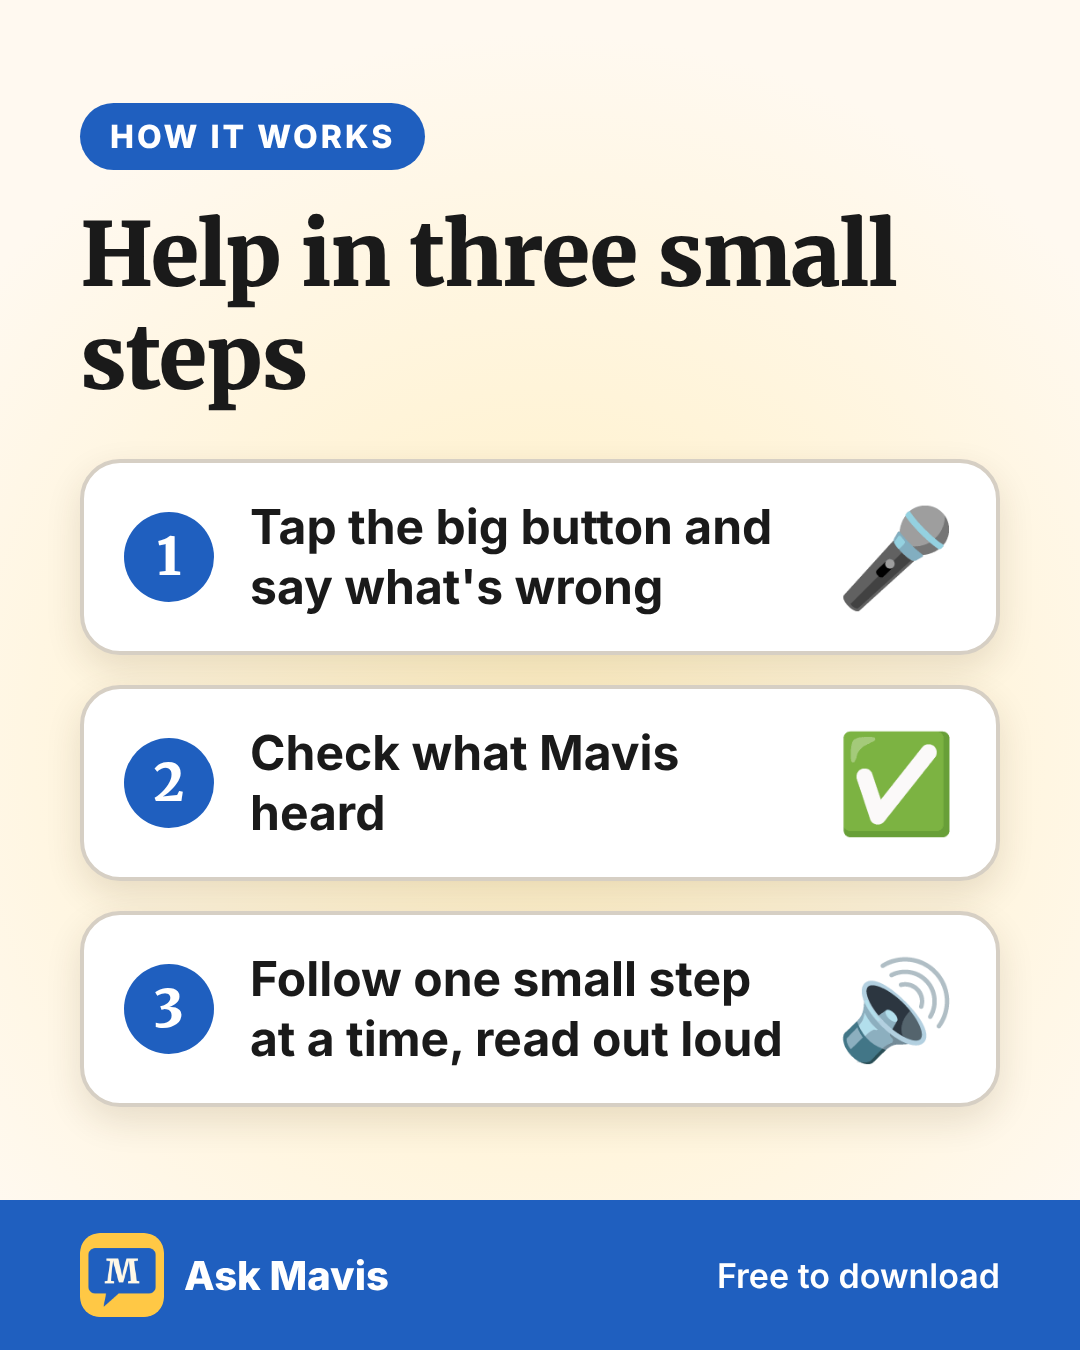 HOW IT WORKS
Help in three small
steps
1
Tap the big button and
say what's wrong
2
Check what Mavis
heard
3
Follow one small step
at a time, read out loud
M
Ask Mavis
Free to download